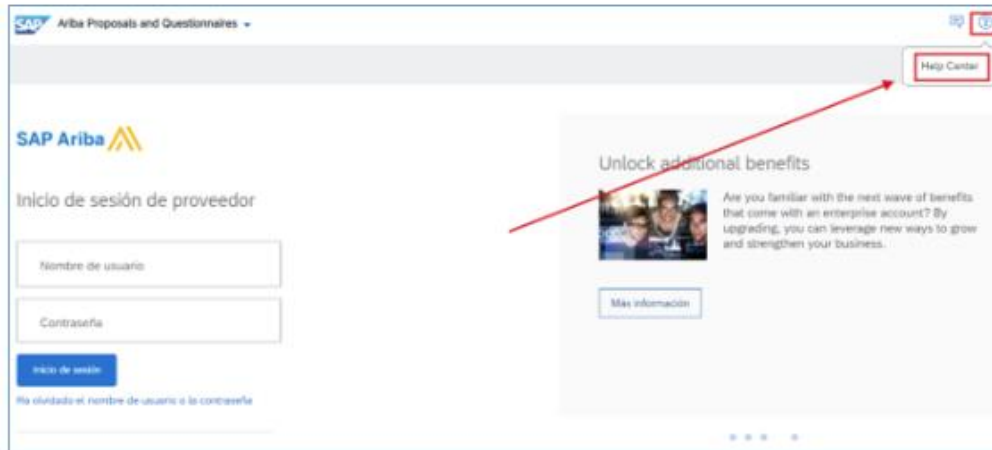 SAP Ariba Proposals and Questionnaires
Help Center
SAP Ariba
Inicio de sesión de proveedor
Nombre de usuario
Contraseña
Inicio de sesión
Ha olvidado el nombre de usuario o la contraseña
Unlock additional benefits
Are you familiar with the next wave of benefits
that come with an enterprise account? By
upgrading, you can leverage new ways to grow
and strengthen your business.
Más información